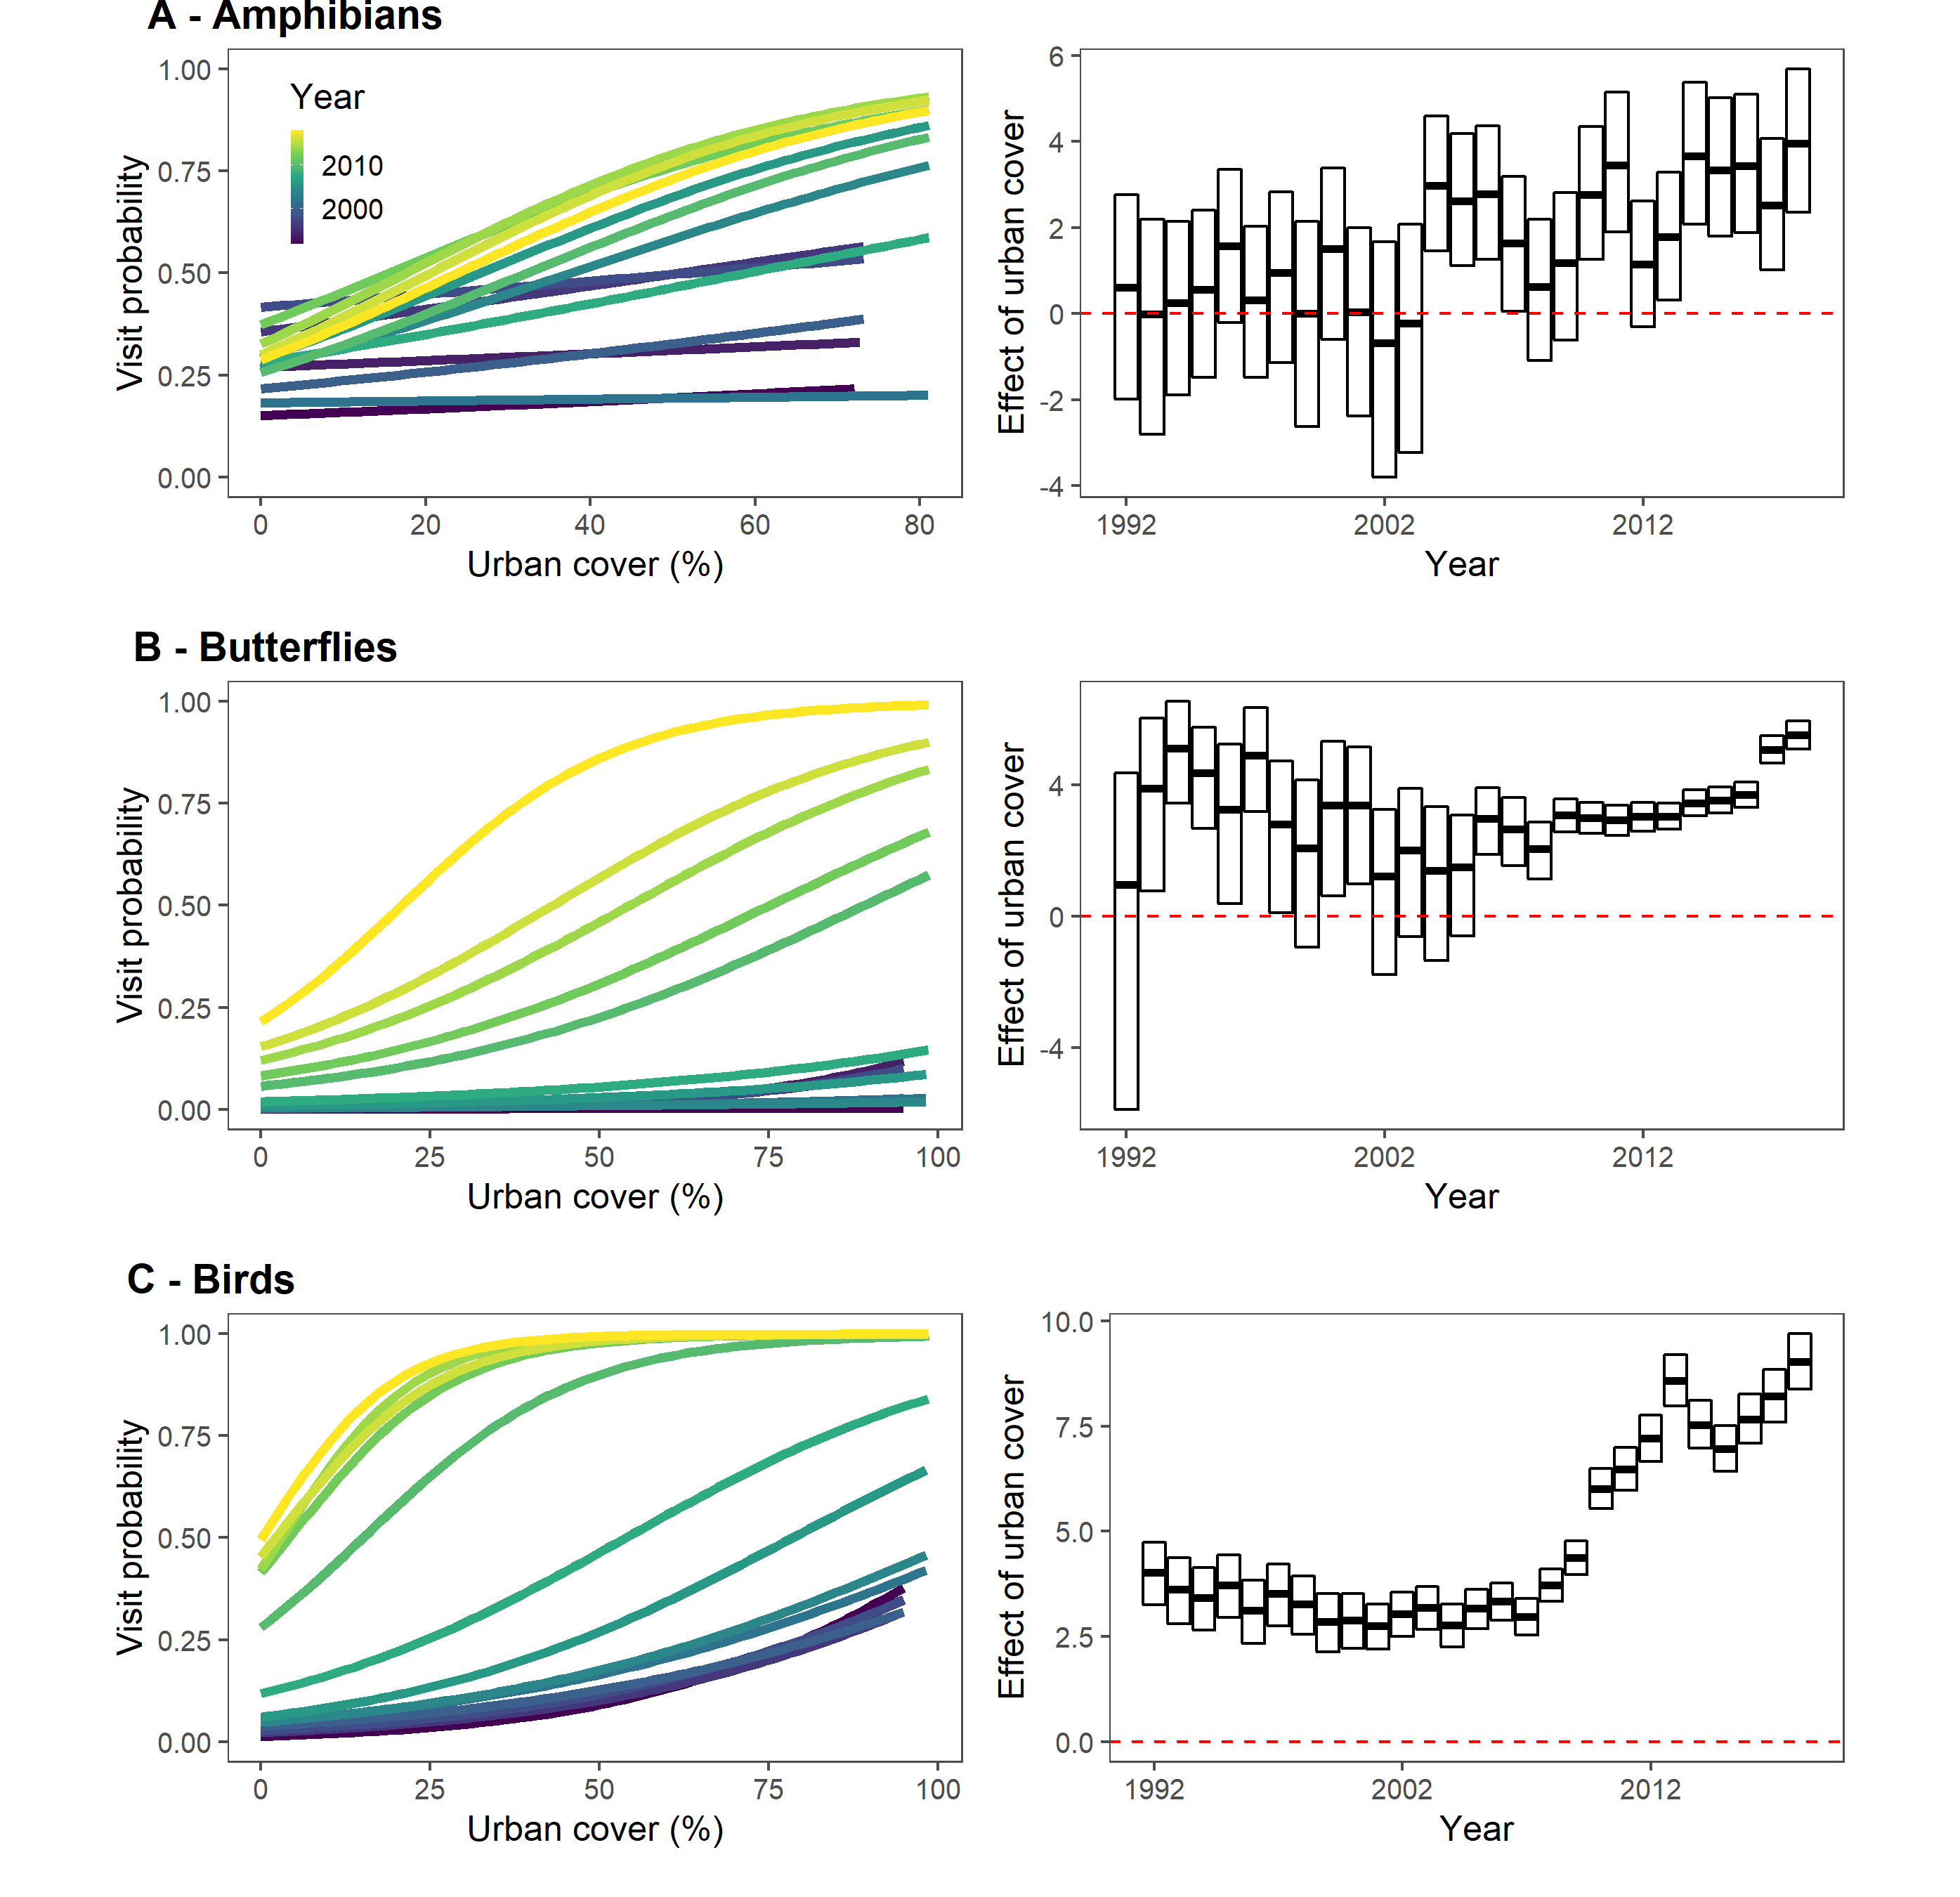 A - Amphibians
1.00
0.75
0.50
0.25
0.00
Visit probability
Year
2010
2000
0 20 40 60 80
Urban cover (%)
6
4
2
0
-2
-4
Effect of urban cover
1992 2002 2012
Year
B - Butterflies
1.00
0.75
0.50
0.25
0.00
Visit probability
0 25 50 75 100
Urban cover (%)
4
0
-4
Effect of urban cover
1992 2002 2012
Year
C - Birds
1.00
0.75
0.50
0.25
0.00
Visit probability
0 25 50 75 100
Urban cover (%)
10.0
7.5
5.0
2.5
0.0
Effect of urban cover
1992 2002 2012
Year